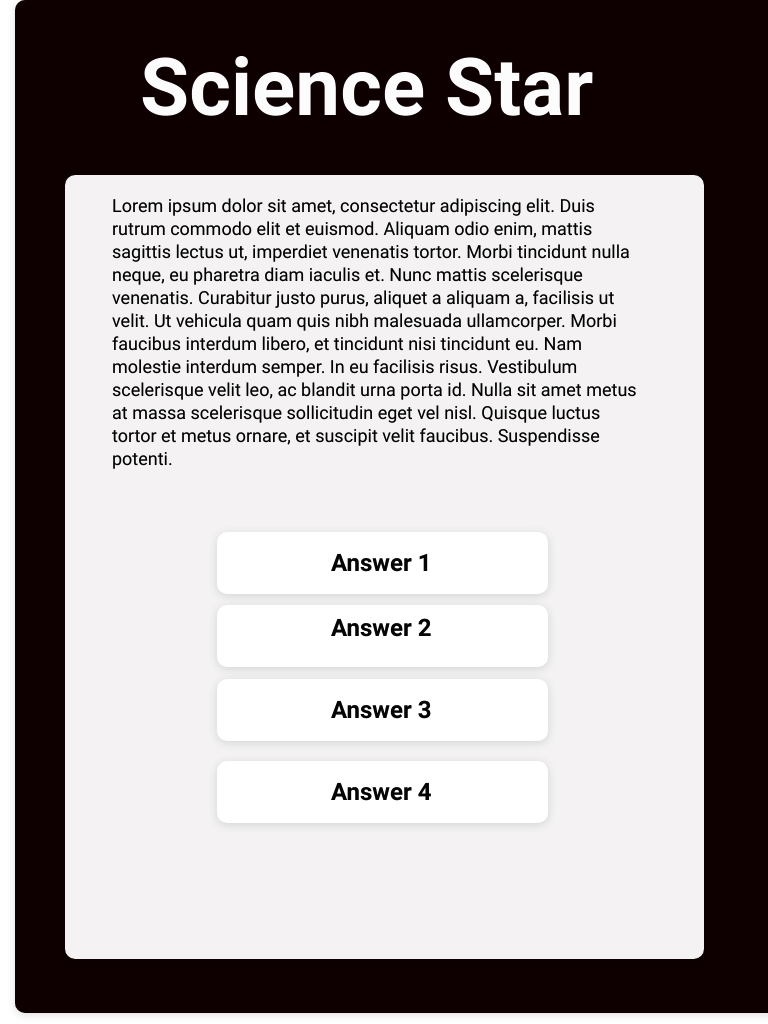 Science Star
Lorem ipsum dolor sit amet, consectetur adipiscing elit. Duis
rutrum commodo elit et euismod. Aliquam odio enim, mattis
sagittis lectus ut, imperdiet venenatis tortor. Morbi tincidunt nulla
neque, eu pharetra diam iaculis et. Nunc mattis scelerisque
venenatis. Curabitur justo purus, aliquet a aliquam a, facilisis ut
velit. Ut vehicula quam quis nibh malesuada ullamcorper. Morbi
faucibus interdum libero, et tincidunt nisi tincidunt eu. Nam
molestie interdum semper. In eu facilisis risus. Vestibulum
scelerisque velit leo, ac blandit urna porta id. Nulla sit amet metus
at massa scelerisque sollicitudin eget vel nisl. Quisque luctus
tortor et metus ornare, et suscipit velit faucibus. Suspendisse
potenti.
Answer 1
Answer 2
Answer 3
Answer 4